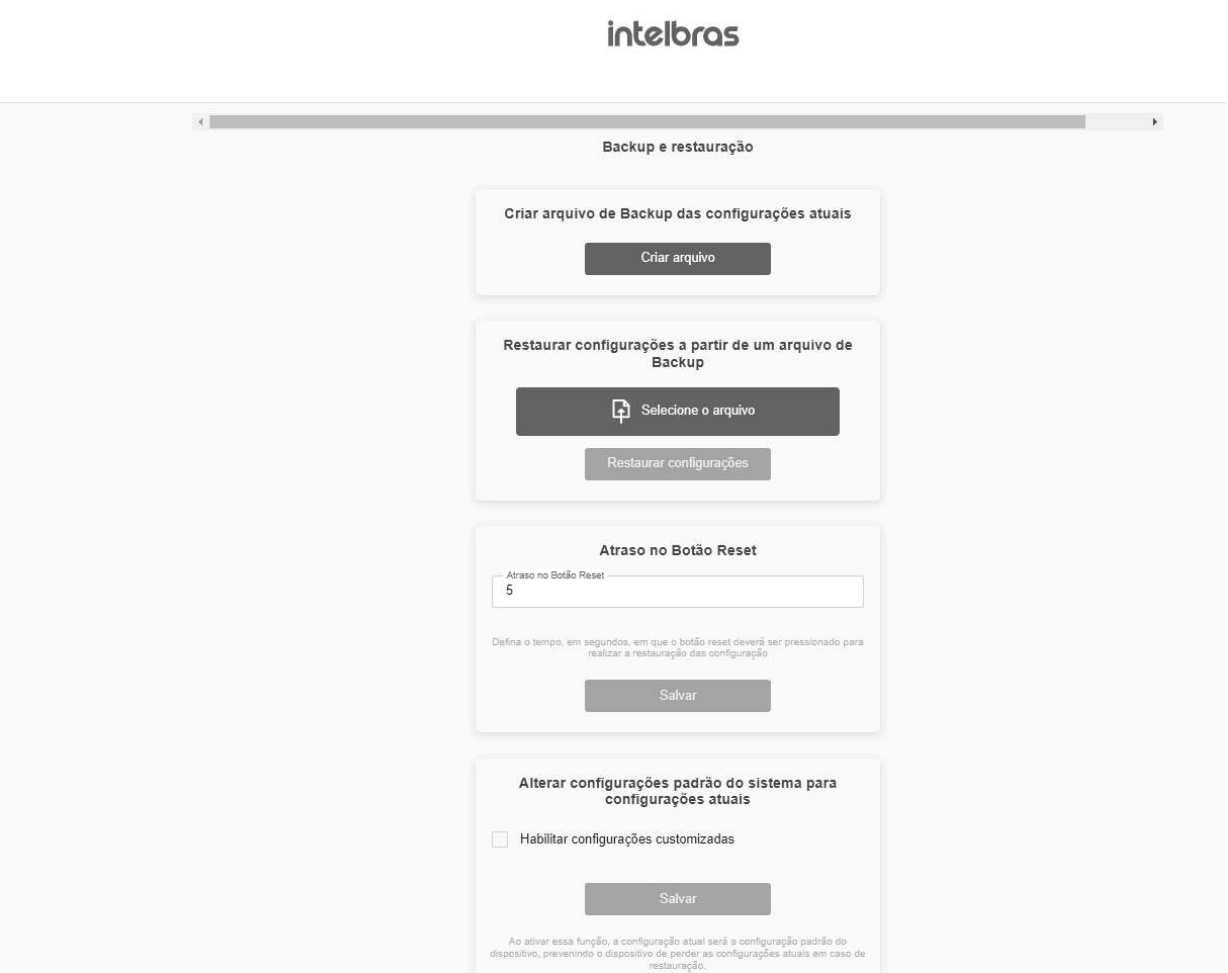 intelbras
Backup e restauração
Criar arquivo de Backup das configurações atuais
Criar arquivo
Restaurar configurações a partir de um arquivo de
Backup
Selecione o arquivo
Restaurar configurações
Atraso no Botão Reset
Atraso no Botão Reset
5
Defina o tempo, em segundos, em que o botão reset deverá ser pressionado para
realizar a restauração das configuração
Salvar
Alterar configurações padrão do sistema para
configurações atuais
Habilitar configurações customizadas
Salvar
Ao ativar essa função, a configuração atual será a configuração padrão do
dispositivo, prevenindo o dispositivo de perder as configurações atuais em caso de
restauração.